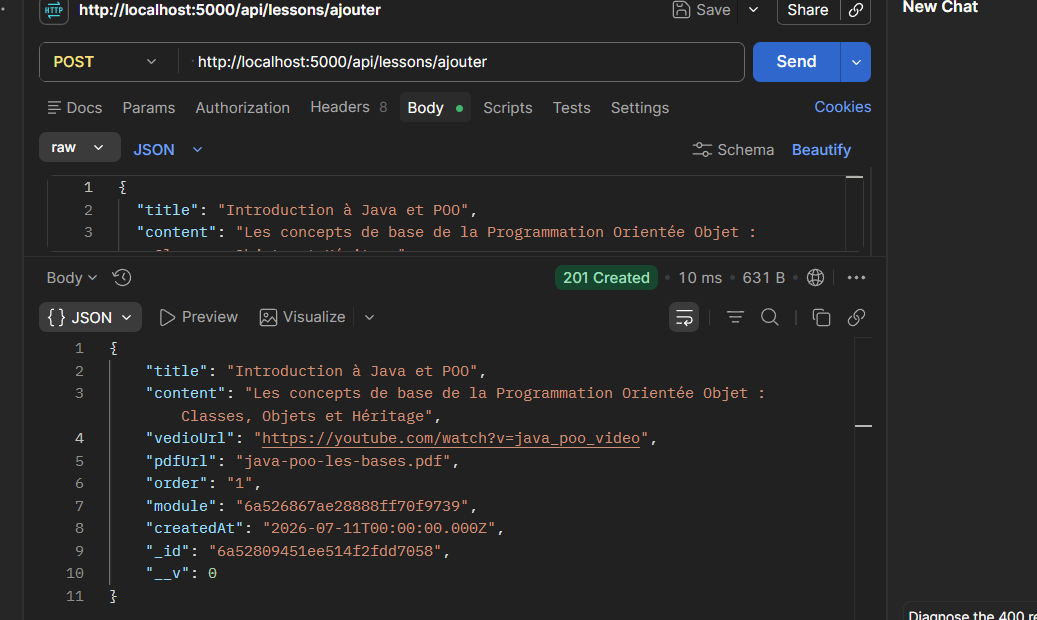 HTTP http://localhost:5000/api/lessons/ajouter Save Share New Chat
POST http://localhost:5000/api/lessons/ajouter Send
Docs Params Authorization Headers 8 Body Scripts Tests Settings Cookies
raw JSON Schema Beautify
1 {
2 "title": "Introduction à Java et POO",
3 "content": "Les concepts de base de la Programmation Orientée Objet :
Body 201 Created 10 ms 631 B
{} JSON Preview Visualize
1 {
2 "title": "Introduction à Java et POO",
3 "content": "Les concepts de base de la Programmation Orientée Objet :
Classes, Objets et Héritage",
4 "vedioUrl": "https://youtube.com/watch?v=java_poo_video",
5 "pdfUrl": "java-poo-les-bases.pdf",
6 "order": "1",
7 "module": "6a526867ae28888ff70f9739",
8 "createdAt": "2026-07-11T00:00:00.000Z",
9 "_id": "6a52809451ee514f2fdd7058",
10 "__v": 0
11 }
Diagnose the 400 re